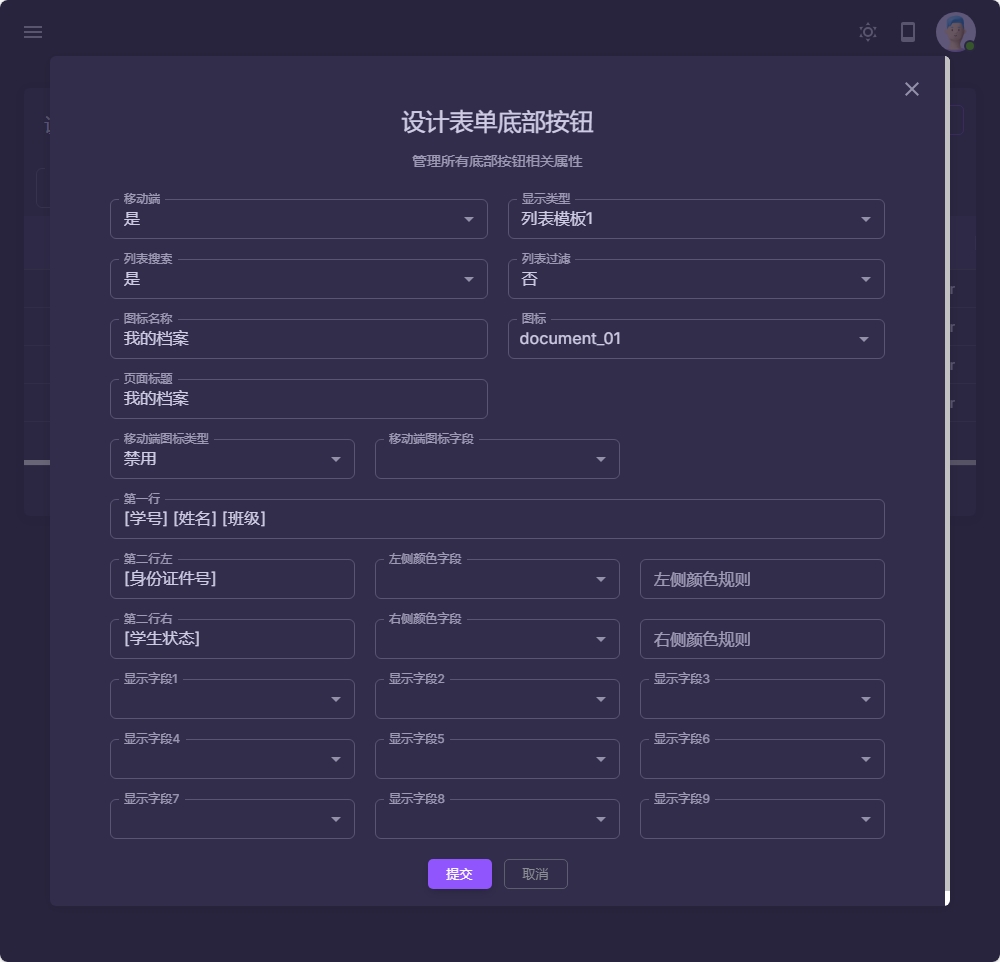 设计表单底部按钮
管理所有底部按钮相关属性
移动端
是
显示类型
列表模板1
列表搜索
是
列表过滤
否
图标名称
我的档案
图标
document_01
页面标题
我的档案
移动端图标类型
禁用
移动端图标字段
第一行
[学号] [姓名] [班级]
第二行左
[身份证件号]
左侧颜色字段
左侧颜色规则
第二行右
[学生状态]
右侧颜色字段
右侧颜色规则
显示字段1
显示字段2
显示字段3
显示字段4
显示字段5
显示字段6
显示字段7
显示字段8
显示字段9
提交
取消